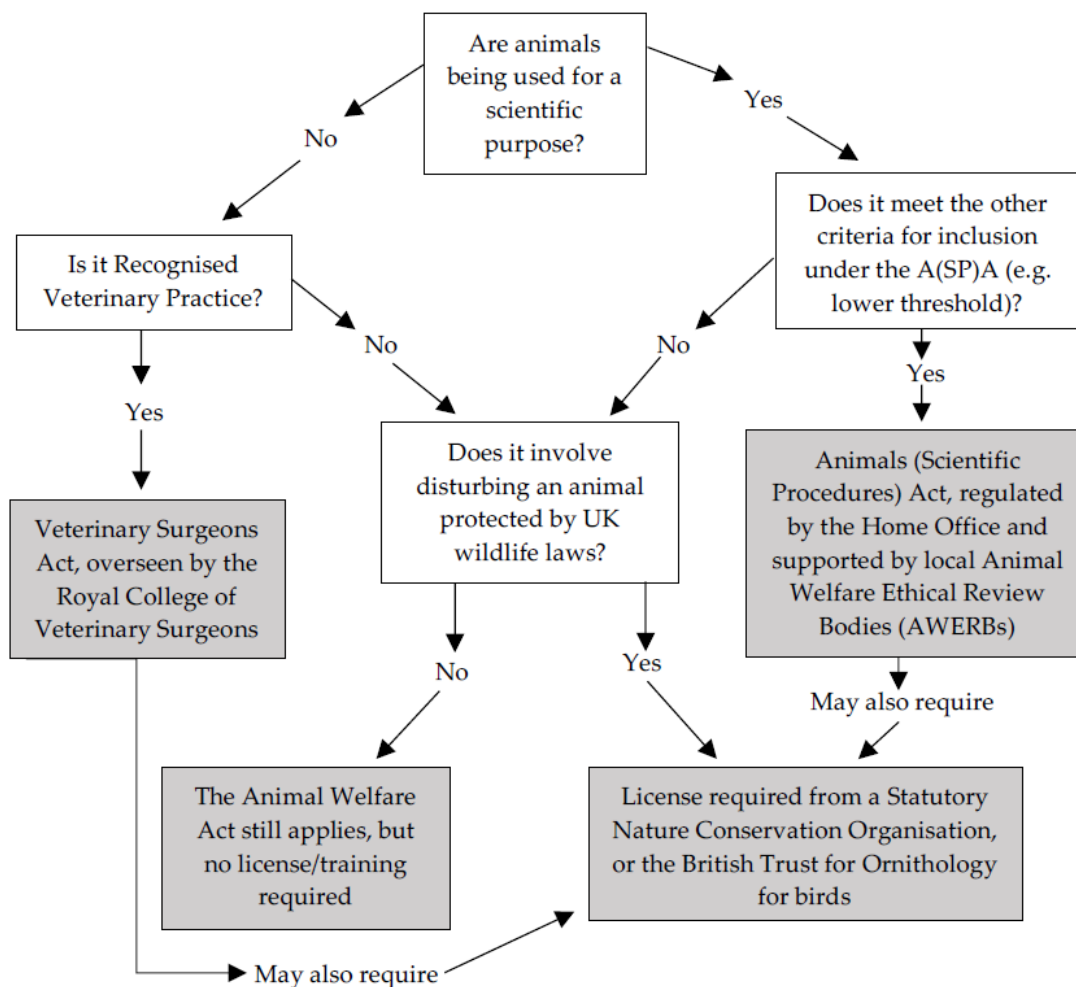 Are animals
being used for a
scientific
purpose?
No
Yes
Is it Recognised
Veterinary Practice?
Does it meet the other
criteria for inclusion
under the A(SP)A (e.g.
lower threshold)?
No
No
Yes
Yes
Veterinary Surgeons
Act, overseen by the
Royal College of
Veterinary Surgeons
Does it involve
disturbing an animal
protected by UK
wildlife laws?
Animals (Scientific
Procedures) Act, regulated
by the Home Office and
supported by local Animal
Welfare Ethical Review
Bodies (AWERBs)
No
Yes
May also require
The Animal Welfare
Act still applies, but
no license/training
required
License required from a Statutory
Nature Conservation Organisation,
or the British Trust for Ornithology
for birds
May also require